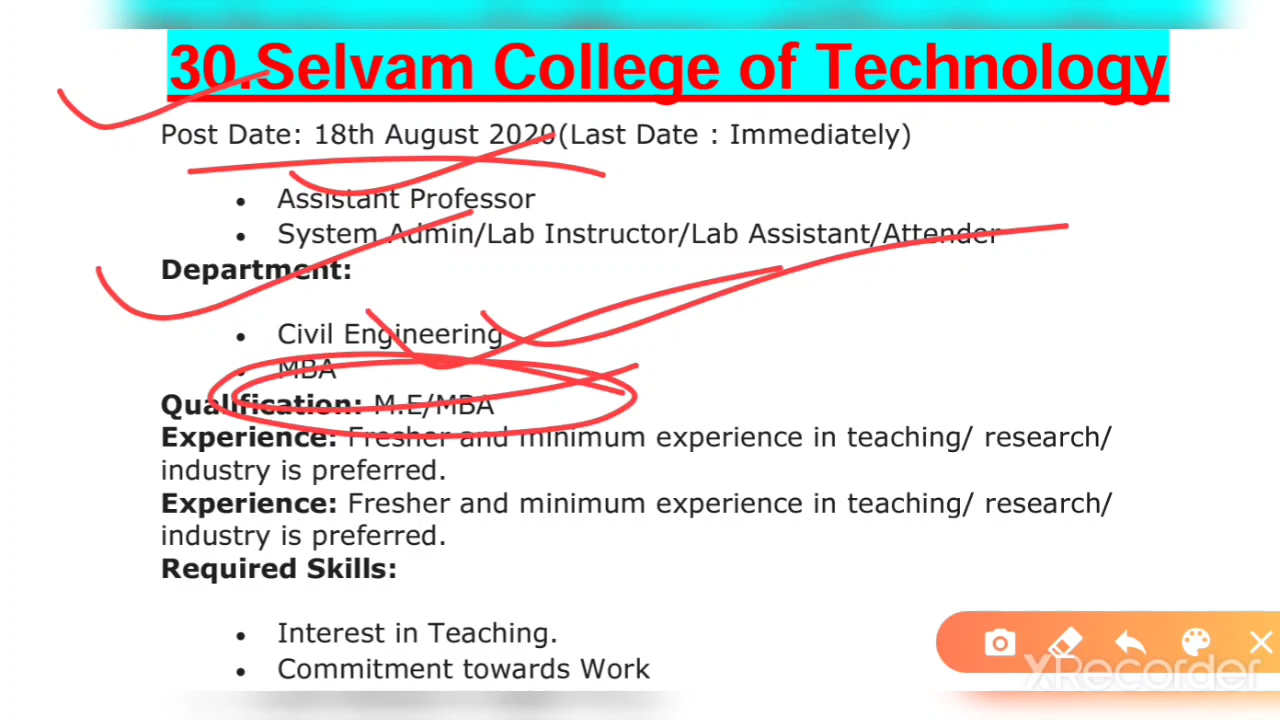 30.Selvam College of Technology
Post Date: 18th August 2020(Last Date : Immediately)
• Assistant Professor
• System Admin/Lab Instructor/Lab Assistant/Attender
Department:
• Civil Engineering
• MBA
Qualification: M.E/MBA
Experience: Fresher and minimum experience in teaching/ research/
industry is preferred.
Experience: Fresher and minimum experience in teaching/ research/
industry is preferred.
Required Skills:
• Interest in Teaching.
• Commitment towards Work
XRecorder